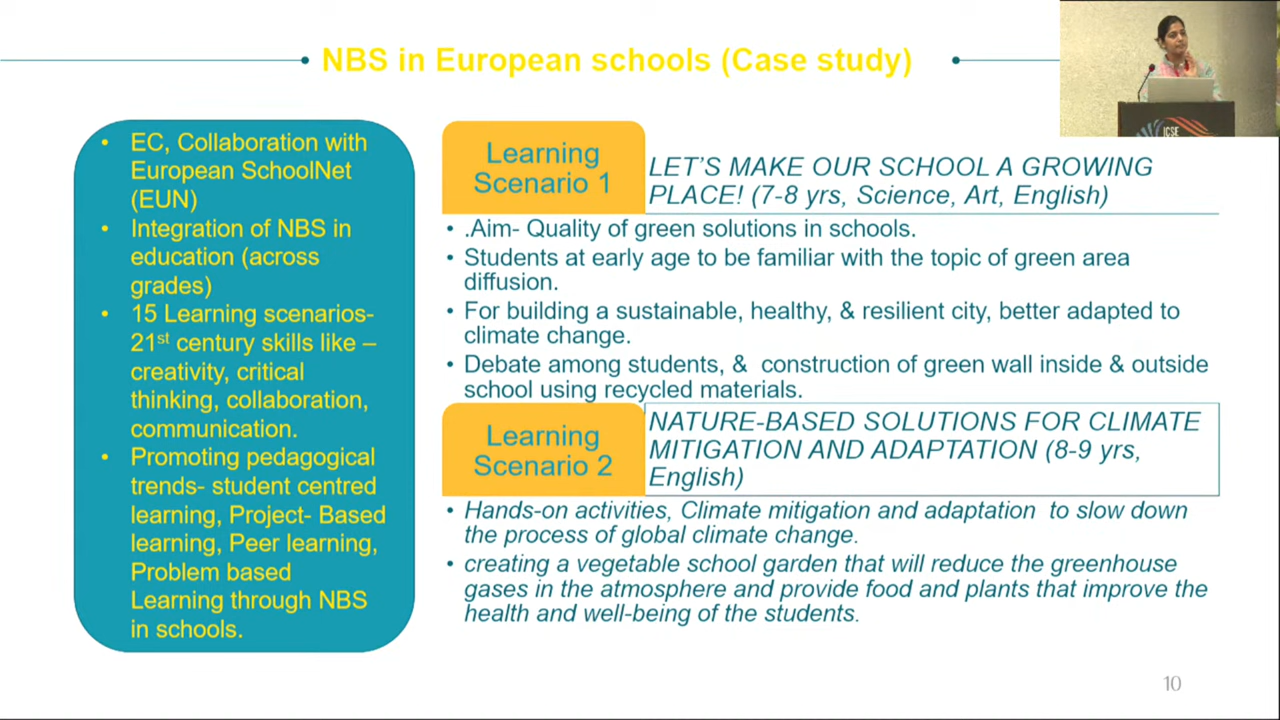 NBS in European schools (Case study)
• EC, Collaboration with
European SchoolNet
(EUN)
• Integration of NBS in
education (across
grades)
• 15 Learning scenarios-
21st century skills like –
creativity, critical
thinking, collaboration,
communication.
• Promoting pedagogical
trends- student centred
learning, Project- Based
learning, Peer learning,
Problem based
Learning through NBS
in schools.
Learning
Scenario 1
LET’S MAKE OUR SCHOOL A GROWING
PLACE! (7-8 yrs, Science, Art, English)
• .Aim- Quality of green solutions in schools.
• Students at early age to be familiar with the topic of green area
diffusion.
• For building a sustainable, healthy, & resilient city, better adapted to
climate change.
• Debate among students, & construction of green wall inside & outside
school using recycled materials.
Learning
Scenario 2
NATURE-BASED SOLUTIONS FOR CLIMATE
MITIGATION AND ADAPTATION (8-9 yrs,
English)
• Hands-on activities, Climate mitigation and adaptation to slow down
the process of global climate change.
• creating a vegetable school garden that will reduce the greenhouse
gases in the atmosphere and provide food and plants that improve the
health and well-being of the students.
10
ICSE